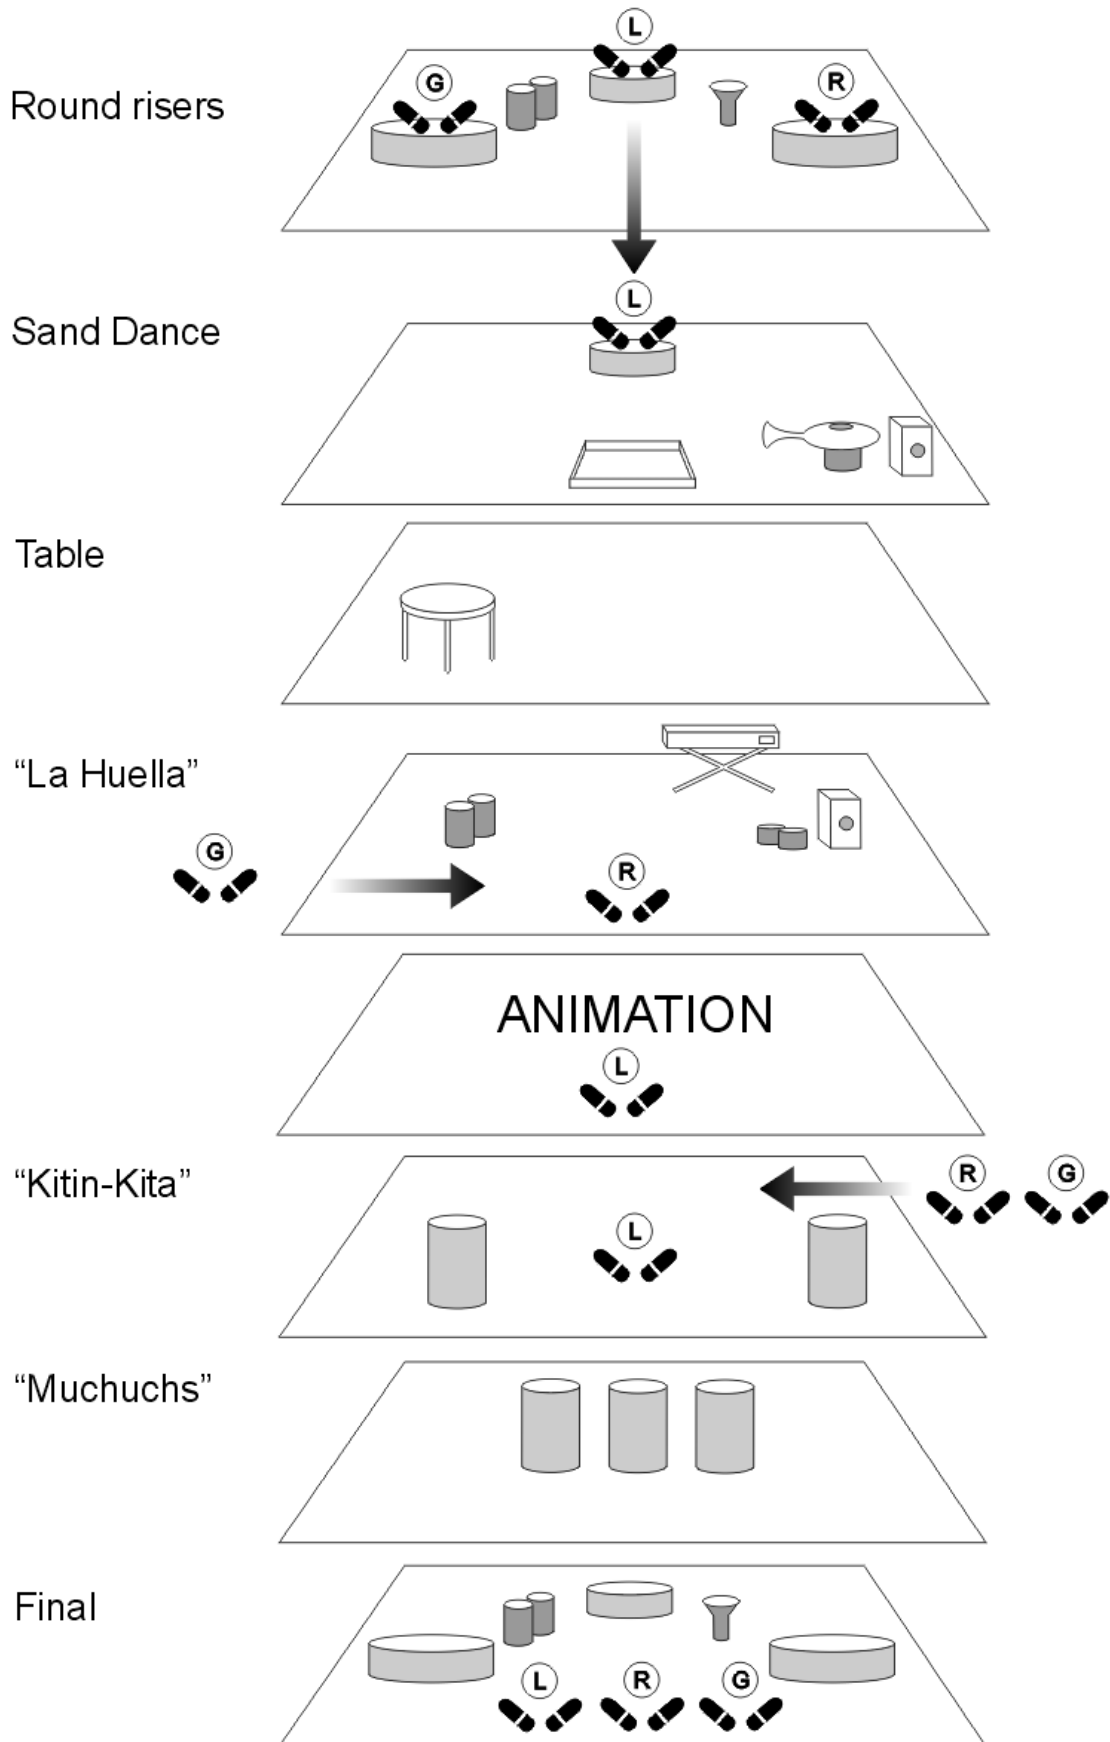 L
G
R
Round risers
L
Sand Dance
Table
“La Huella”
G
R
ANIMATION
L
“Kitin-Kita”
R
G
L
“Muchuchs”
Final
L
R
G